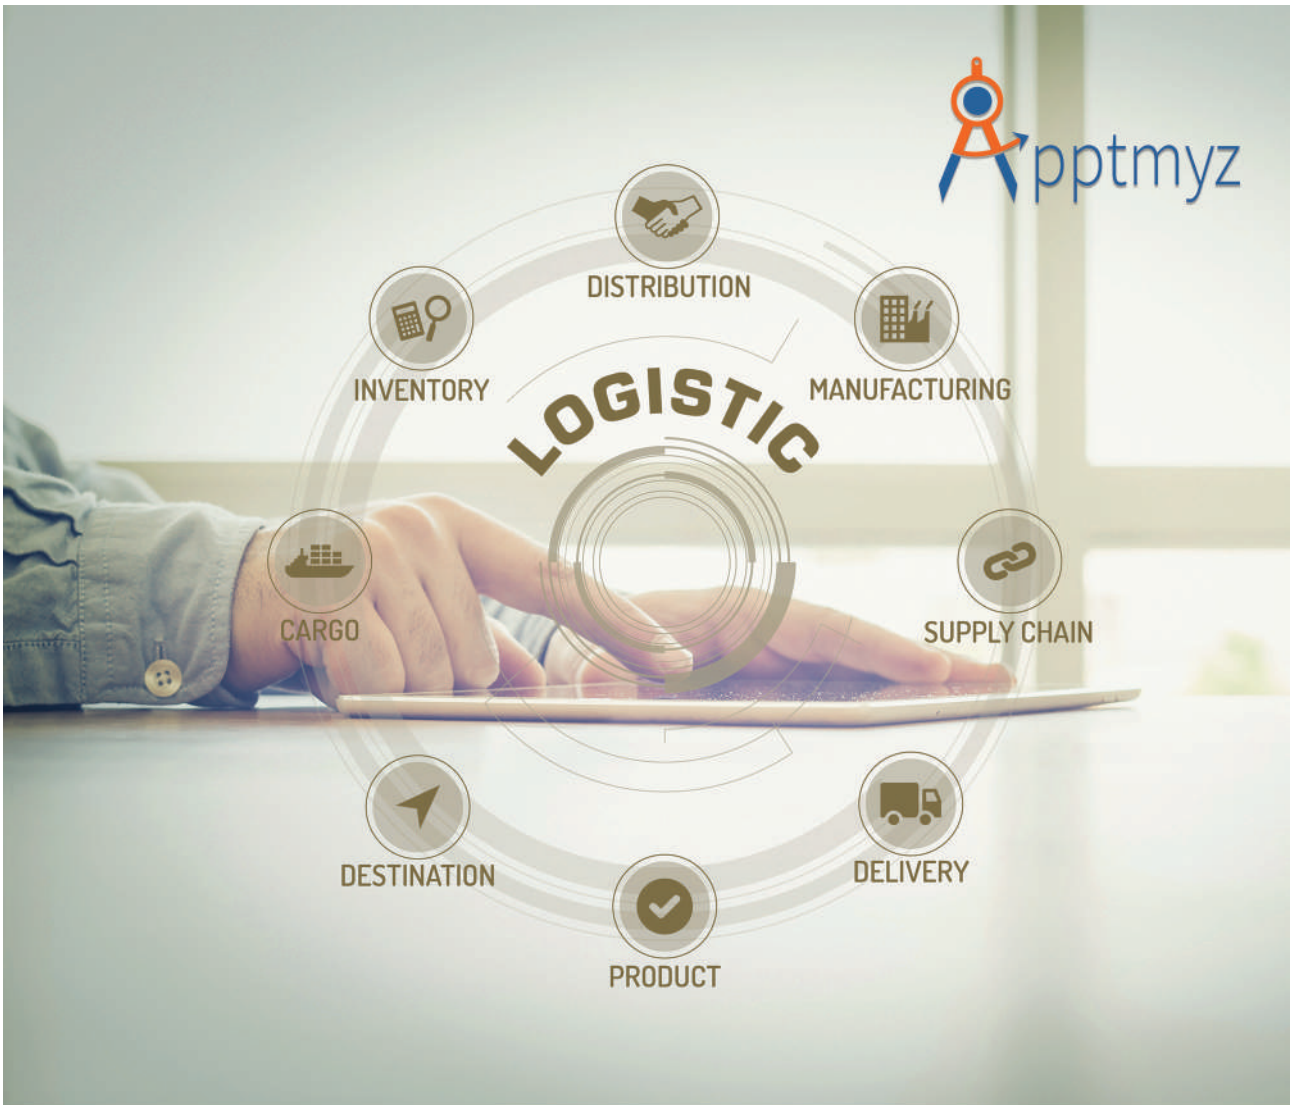 Apptmyz
DISTRIBUTION
INVENTORY
MANUFACTURING
LOGISTIC
CARGO
SUPPLY CHAIN
DESTINATION
DELIVERY
PRODUCT